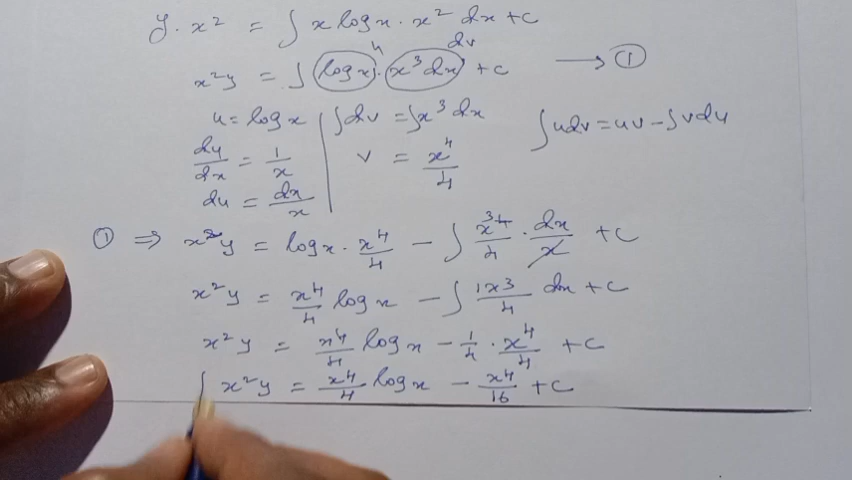 y · x² = ∫ x log x · x² dx + c
x²y = ∫ (log x)ᵘ · (x³ dx)ᵈᵛ + c ⟶ ①
u = log x | ∫dv = ∫x³ dx   ∫udv = uv − ∫vdu
du/dx = 1/x | v = x⁴/4
du = dx/x
① ⇒ x²y = log x · x⁴/4 − ∫ x⁴/4 · dx/x + c
x²y = x⁴/4 log x − ∫ 1x3/4 dx + c
x²y = x⁴/4 log x − 1/4 · x⁴/4 + c
x²y = x⁴/4 log x − x⁴/16 + c